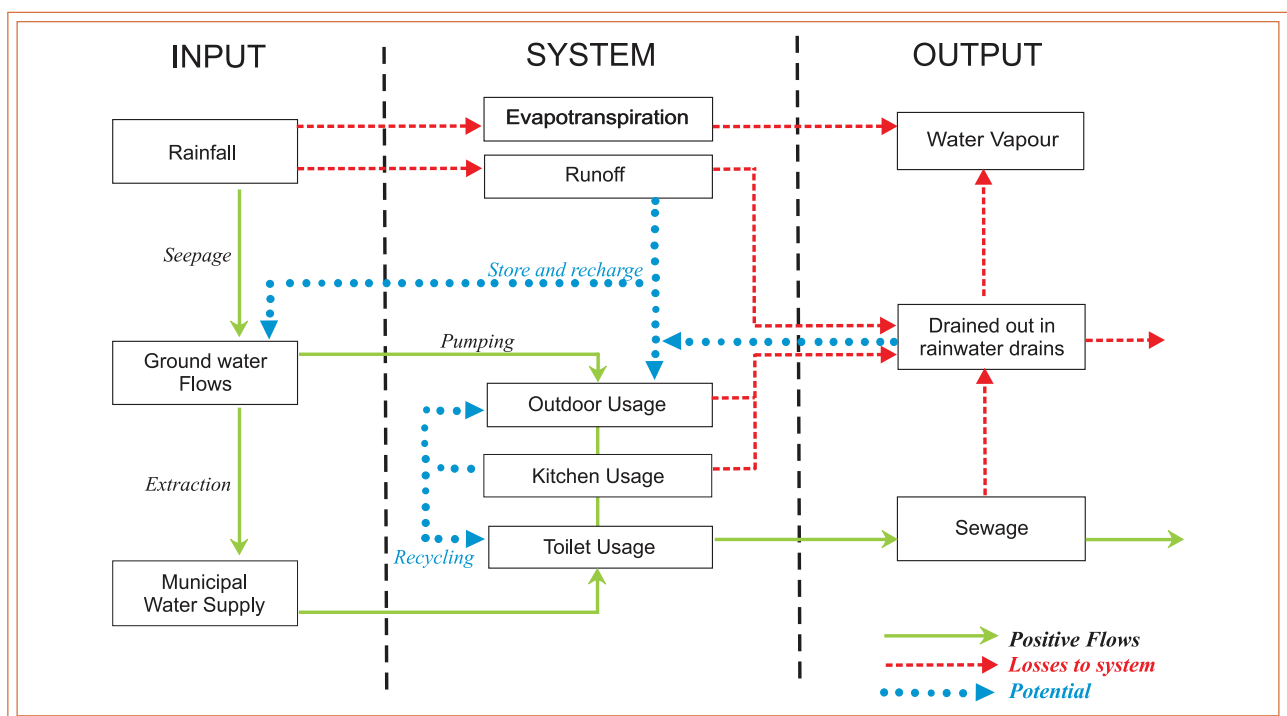 INPUT
SYSTEM
OUTPUT
Rainfall
Evapotranspiration
Runoff
Water Vapour
Seepage
Store and recharge
Ground water
Flows
Pumping
Drained out in
rainwater drains
Outdoor Usage
Kitchen Usage
Toilet Usage
Extraction
Recycling
Sewage
Municipal
Water Supply
Positive Flows
Losses to system
Potential